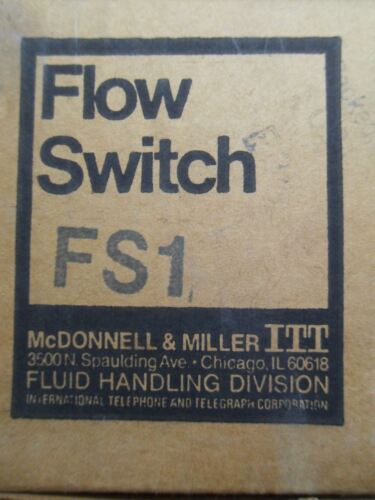 Flow
Switch
FS1
McDONNELL & MILLER ITT
3500 N. Spaulding Ave. • Chicago, IL 60618
FLUID HANDLING DIVISION
INTERNATIONAL TELEPHONE AND TELEGRAPH CORPORATION